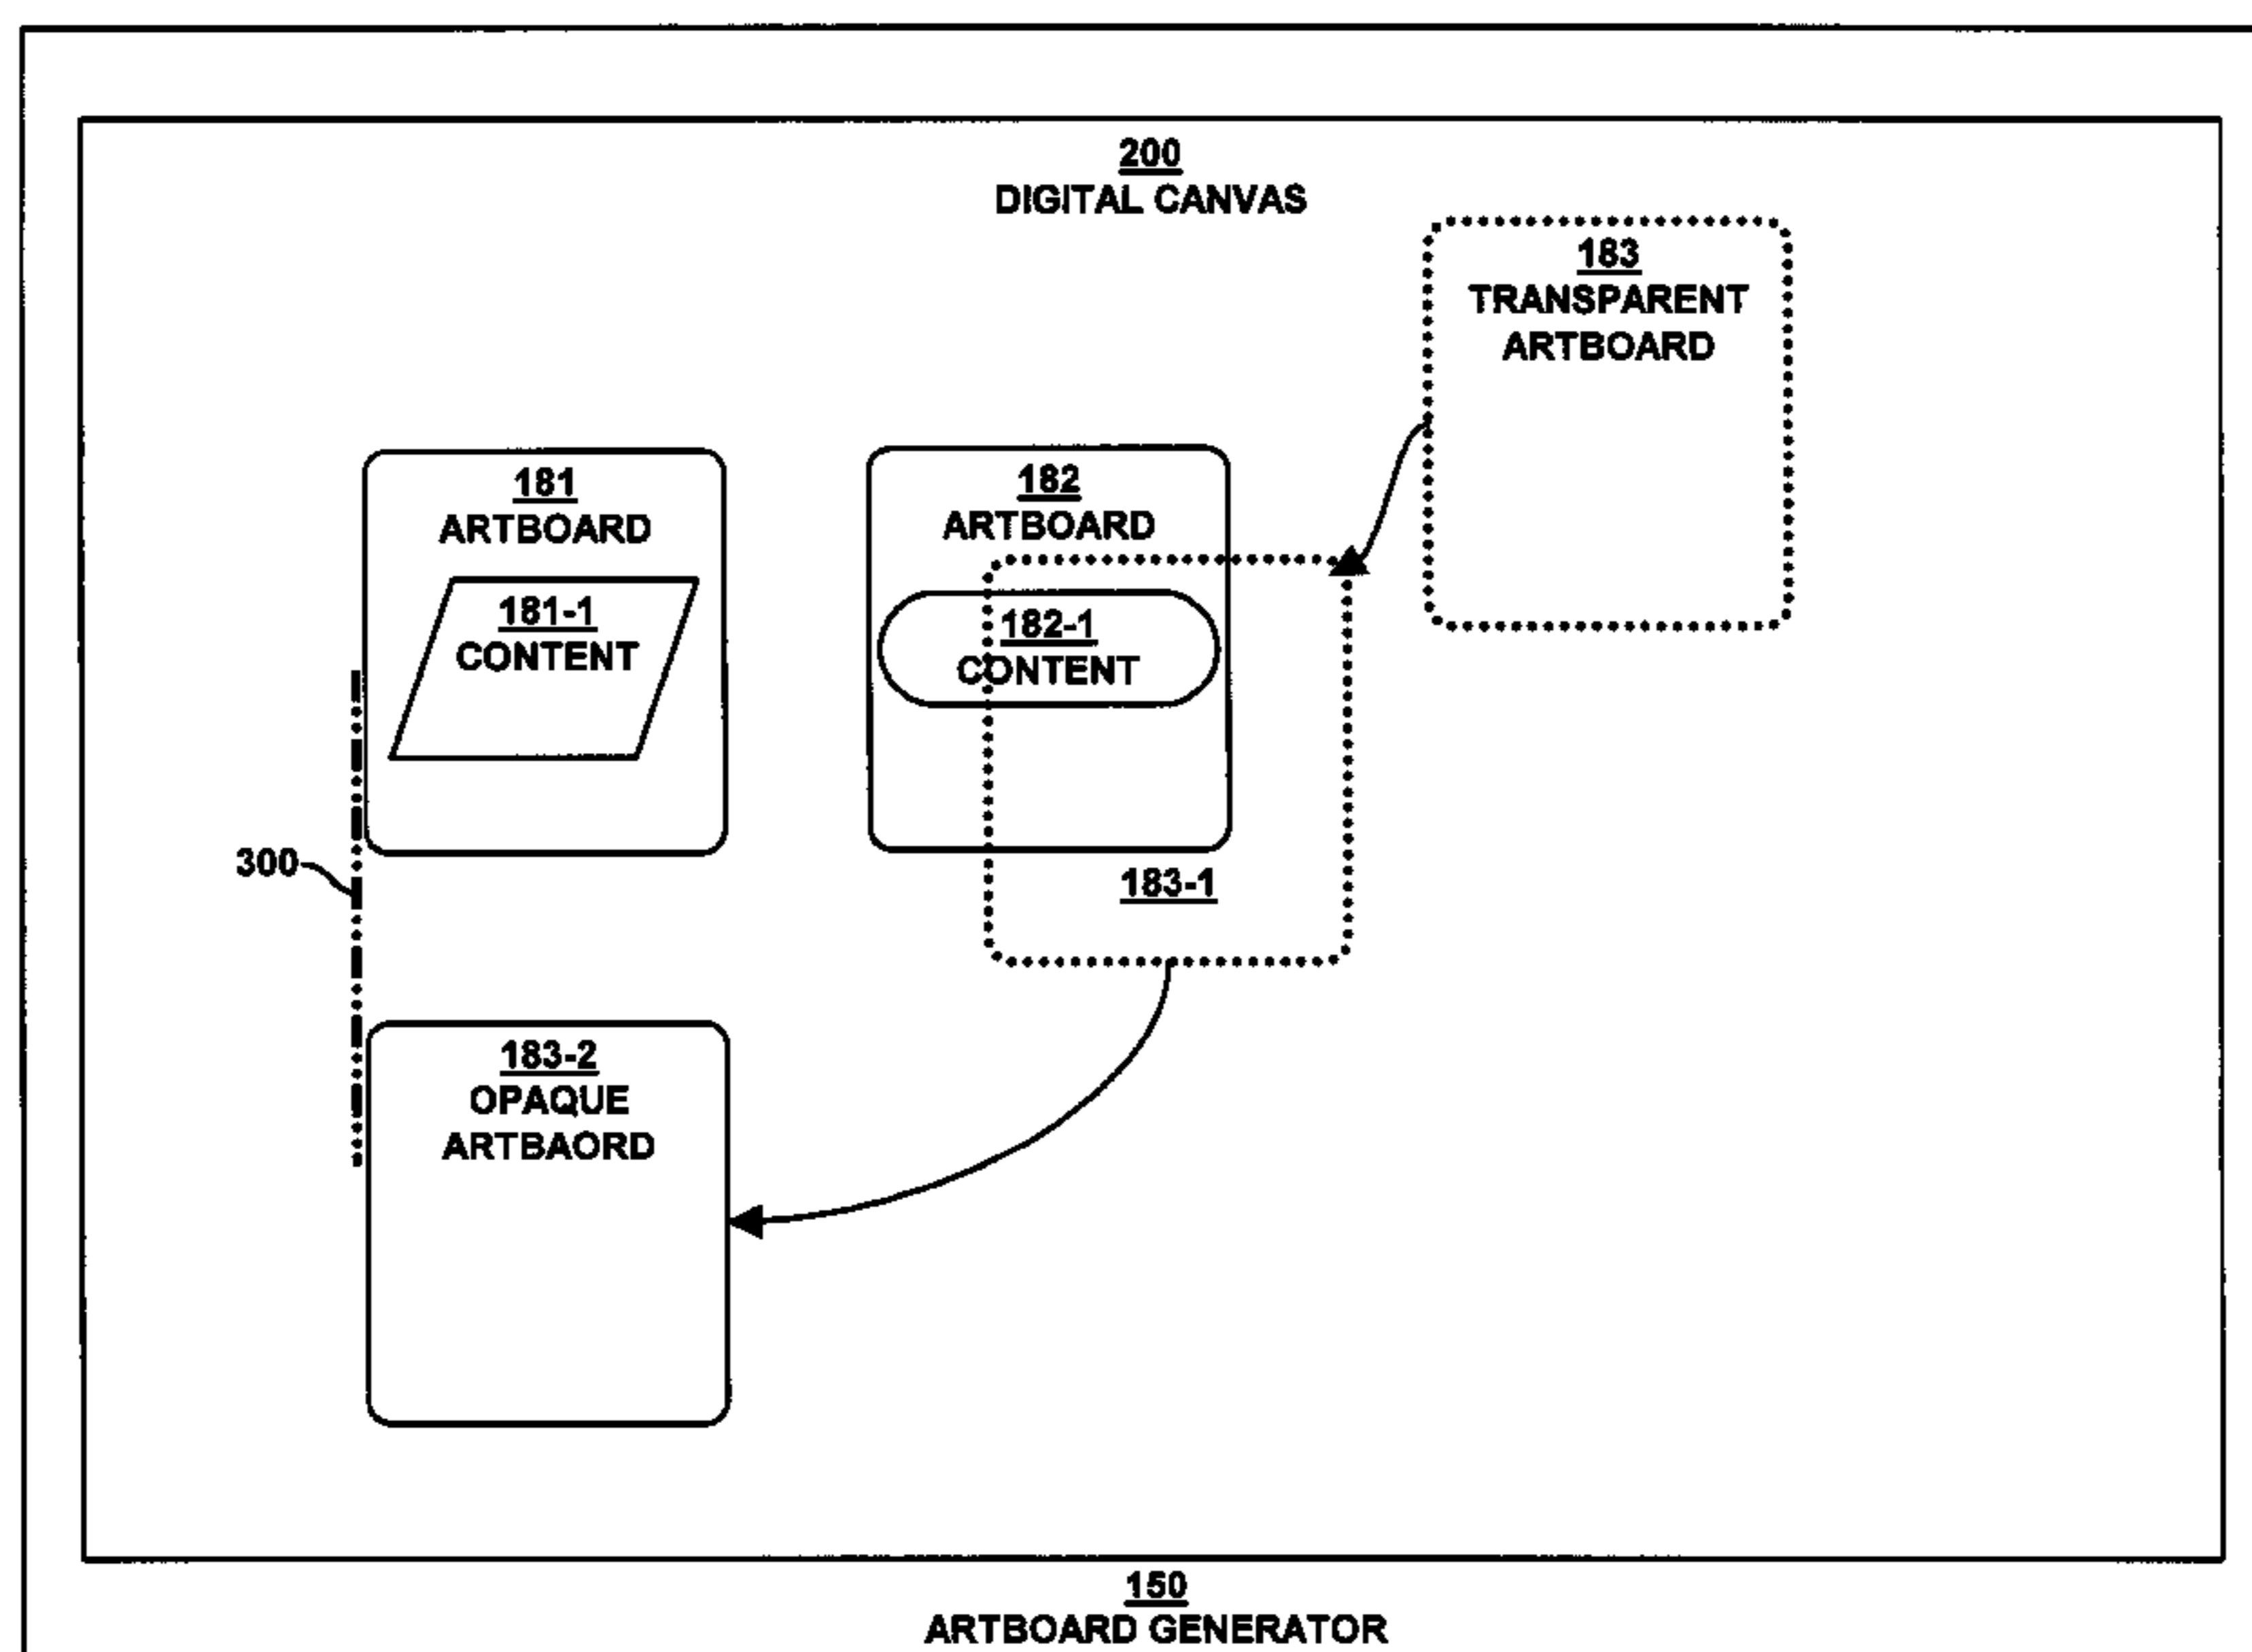 200
DIGITAL CANVAS
183
TRANSPARENT
ARTBOARD
181
ARTBOARD
181-1
CONTENT
182
ARTBOARD
182-1
CONTENT
300
183-1
183-2
OPAQUE
ARTBAORD
150
ARTBOARD GENERATOR